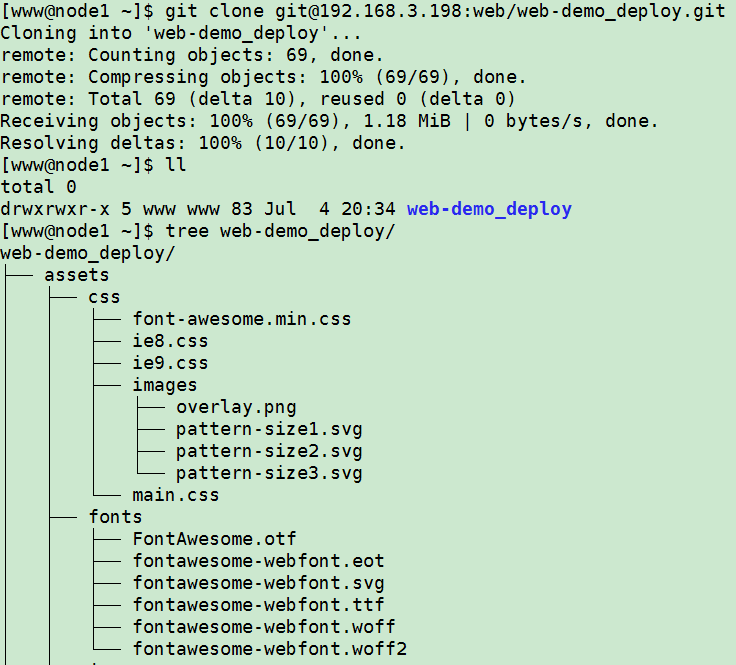 [www@node1 ~]$ git clone git@192.168.3.198:web/web-demo_deploy.git
Cloning into 'web-demo_deploy'...
remote: Counting objects: 69, done.
remote: Compressing objects: 100% (69/69), done.
remote: Total 69 (delta 10), reused 0 (delta 0)
Receiving objects: 100% (69/69), 1.18 MiB | 0 bytes/s, done.
Resolving deltas: 100% (10/10), done.
[www@node1 ~]$ ll
total 0
drwxrwxr-x 5 www www 83 Jul  4 20:34 web-demo_deploy
[www@node1 ~]$ tree web-demo_deploy/
web-demo_deploy/
├── assets
│   ├── css
│   │   ├── font-awesome.min.css
│   │   ├── ie8.css
│   │   ├── ie9.css
│   │   ├── images
│   │   │   ├── overlay.png
│   │   │   ├── pattern-size1.svg
│   │   │   ├── pattern-size2.svg
│   │   │   └── pattern-size3.svg
│   │   └── main.css
│   ├── fonts
│   │   ├── FontAwesome.otf
│   │   ├── fontawesome-webfont.eot
│   │   ├── fontawesome-webfont.svg
│   │   ├── fontawesome-webfont.ttf
│   │   ├── fontawesome-webfont.woff
│   │   └── fontawesome-webfont.woff2